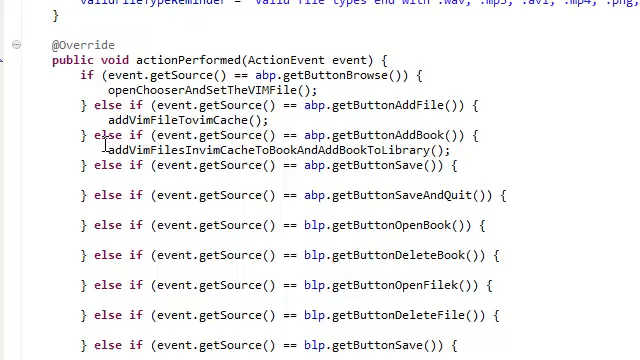 validFileTypeReminder = "Valid file types end with .wav, .mp3, .avi, .mp4, .png,
}
@Override
public void actionPerformed(ActionEvent event) {
if (event.getSource() == abp.getButtonBrowse()) {
openChooserAndSetTheVIMFile();
} else if (event.getSource() == abp.getButtonAddFile()) {
addVimFileTovimCache();
} else if (event.getSource() == abp.getButtonAddBook()) {
addVimFilesInvimCacheToBookAndAddBookToLibrary();
} else if (event.getSource() == abp.getButtonSave()) {
} else if (event.getSource() == abp.getButtonSaveAndQuit()) {
} else if (event.getSource() == blp.getButtonOpenBook()) {
} else if (event.getSource() == blp.getButtonDeleteBook()) {
} else if (event.getSource() == blp.getButtonOpenFilek()) {
} else if (event.getSource() == blp.getButtonDeleteFile()) {
} else if (event.getSource() == blp.getButtonSave()) {